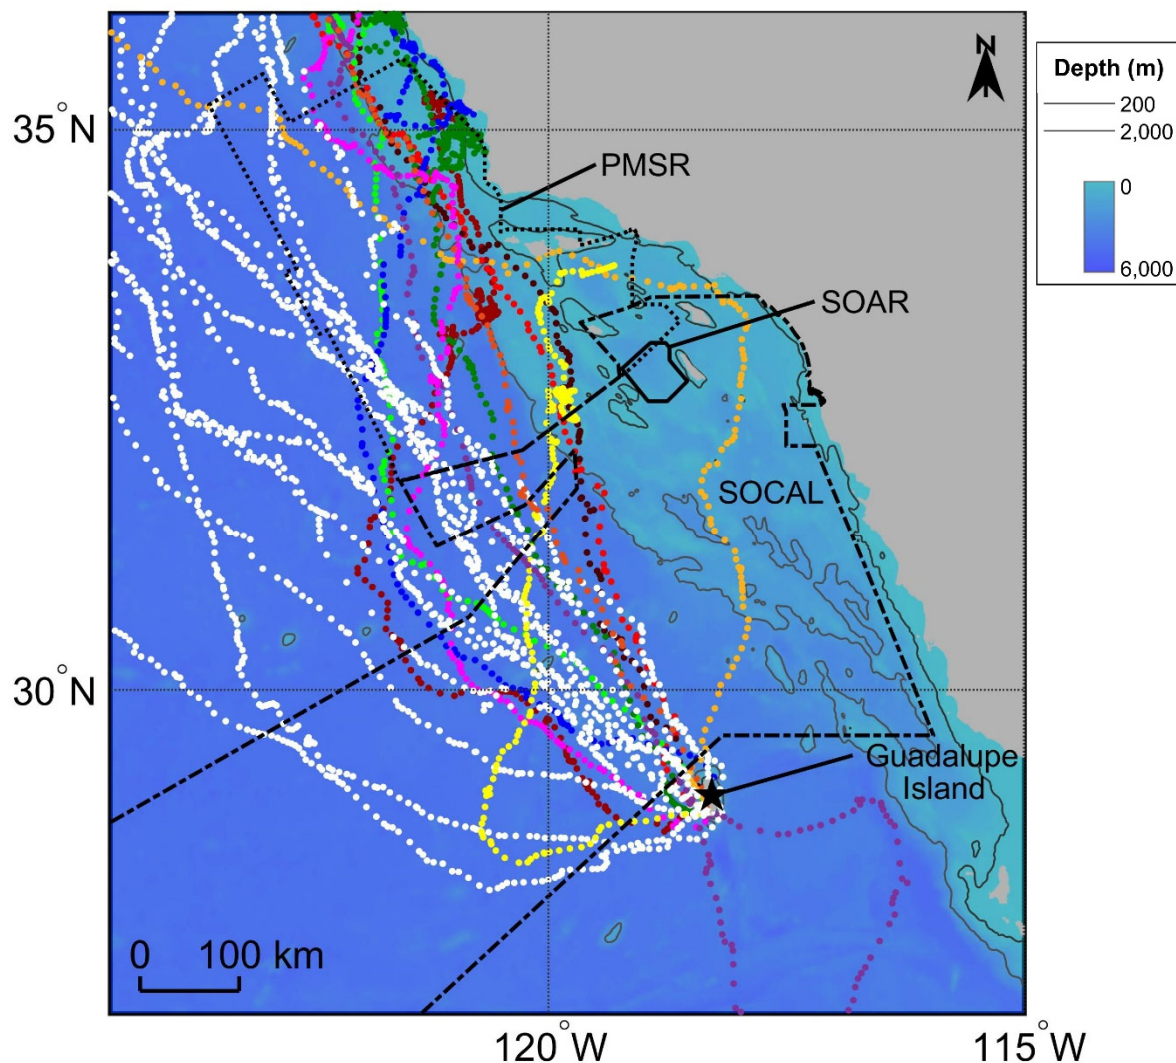 N
Depth (m)
200
2,000
0
6,000
35° N
PMSR
SOAR
SOCAL
30° N
Guadalupe
Island
0 100 km
120° W
115° W